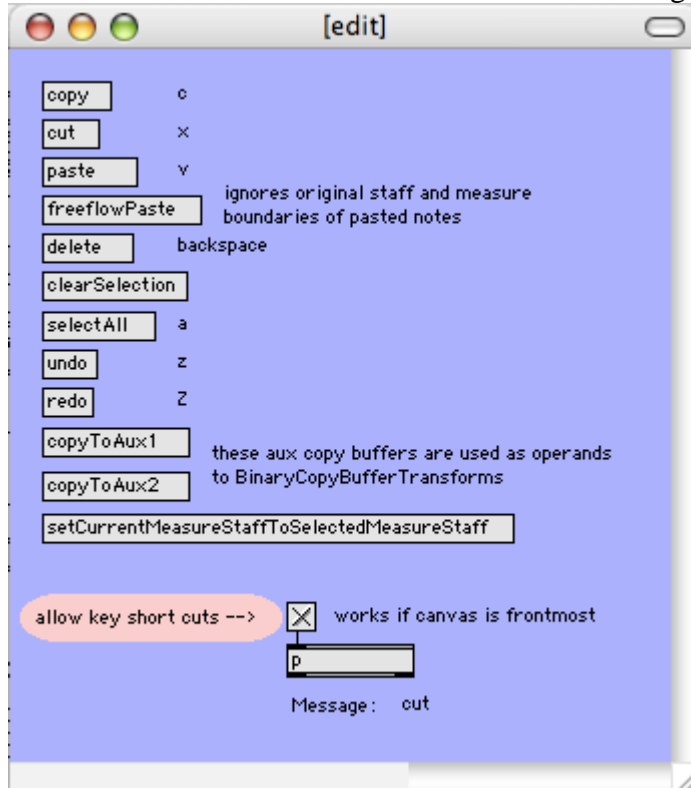 [edit]
copy c
cut x
paste v
freeflowPaste ignores original staff and measure
boundaries of pasted notes
delete backspace
clearSelection
selectAll a
undo z
redo Z
copyToAux1
these aux copy buffers are used as operands
copyToAux2 to BinaryCopyBufferTransforms
setCurrentMeasureStaffToSelectedMeasureStaff
allow key short cuts --> works if canvas is frontmost
p
Message: cut